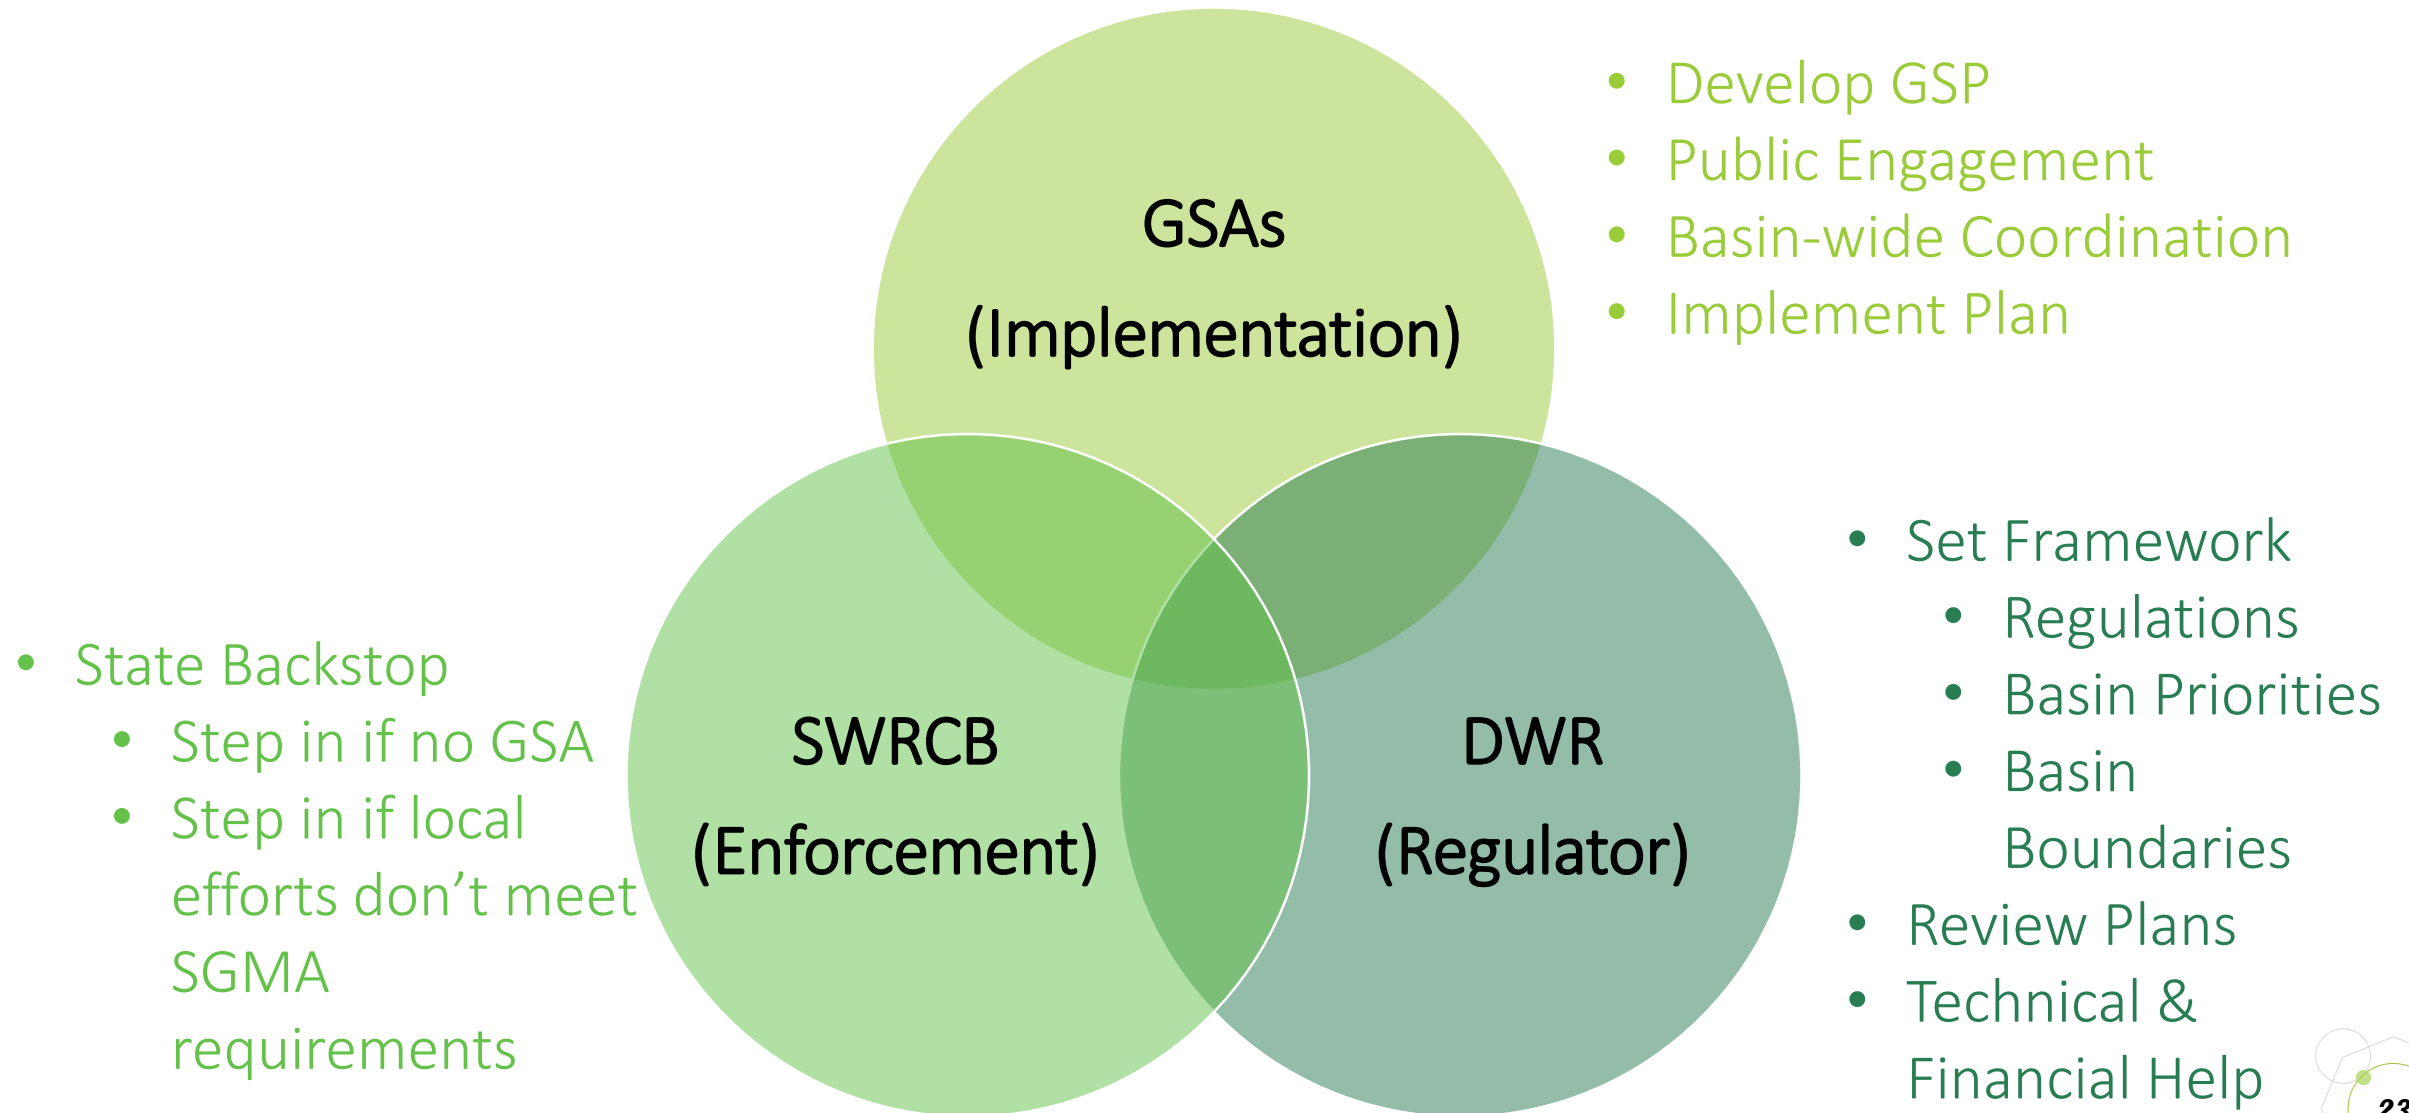 GSAs
(Implementation)
• Develop GSP
• Public Engagement
• Basin-wide Coordination
• Implement Plan
SWRCB
(Enforcement)
• State Backstop
• Step in if no GSA
• Step in if local
efforts don’t meet
SGMA
requirements
DWR
(Regulator)
• Set Framework
• Regulations
• Basin Priorities
• Basin
Boundaries
• Review Plans
• Technical &
Financial Help
23